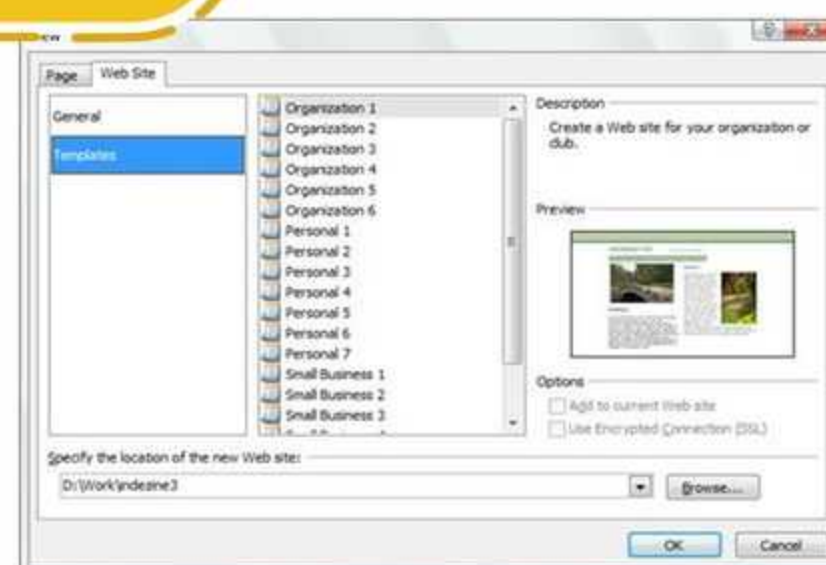 Page Web Site
General
Templates
Organization 1
Organization 2
Organization 3
Organization 4
Organization 5
Organization 6
Personal 1
Personal 2
Personal 3
Personal 4
Personal 5
Personal 6
Personal 7
Small Business 1
Small Business 2
Small Business 3
Description
Create a Web site for your organization or
club.
Preview
Options
Add to current Web site
Use Encrypted Connection (SSL)
Specify the location of the new Web site:
D:\Work\indezine3
Browse...
OK Cancel